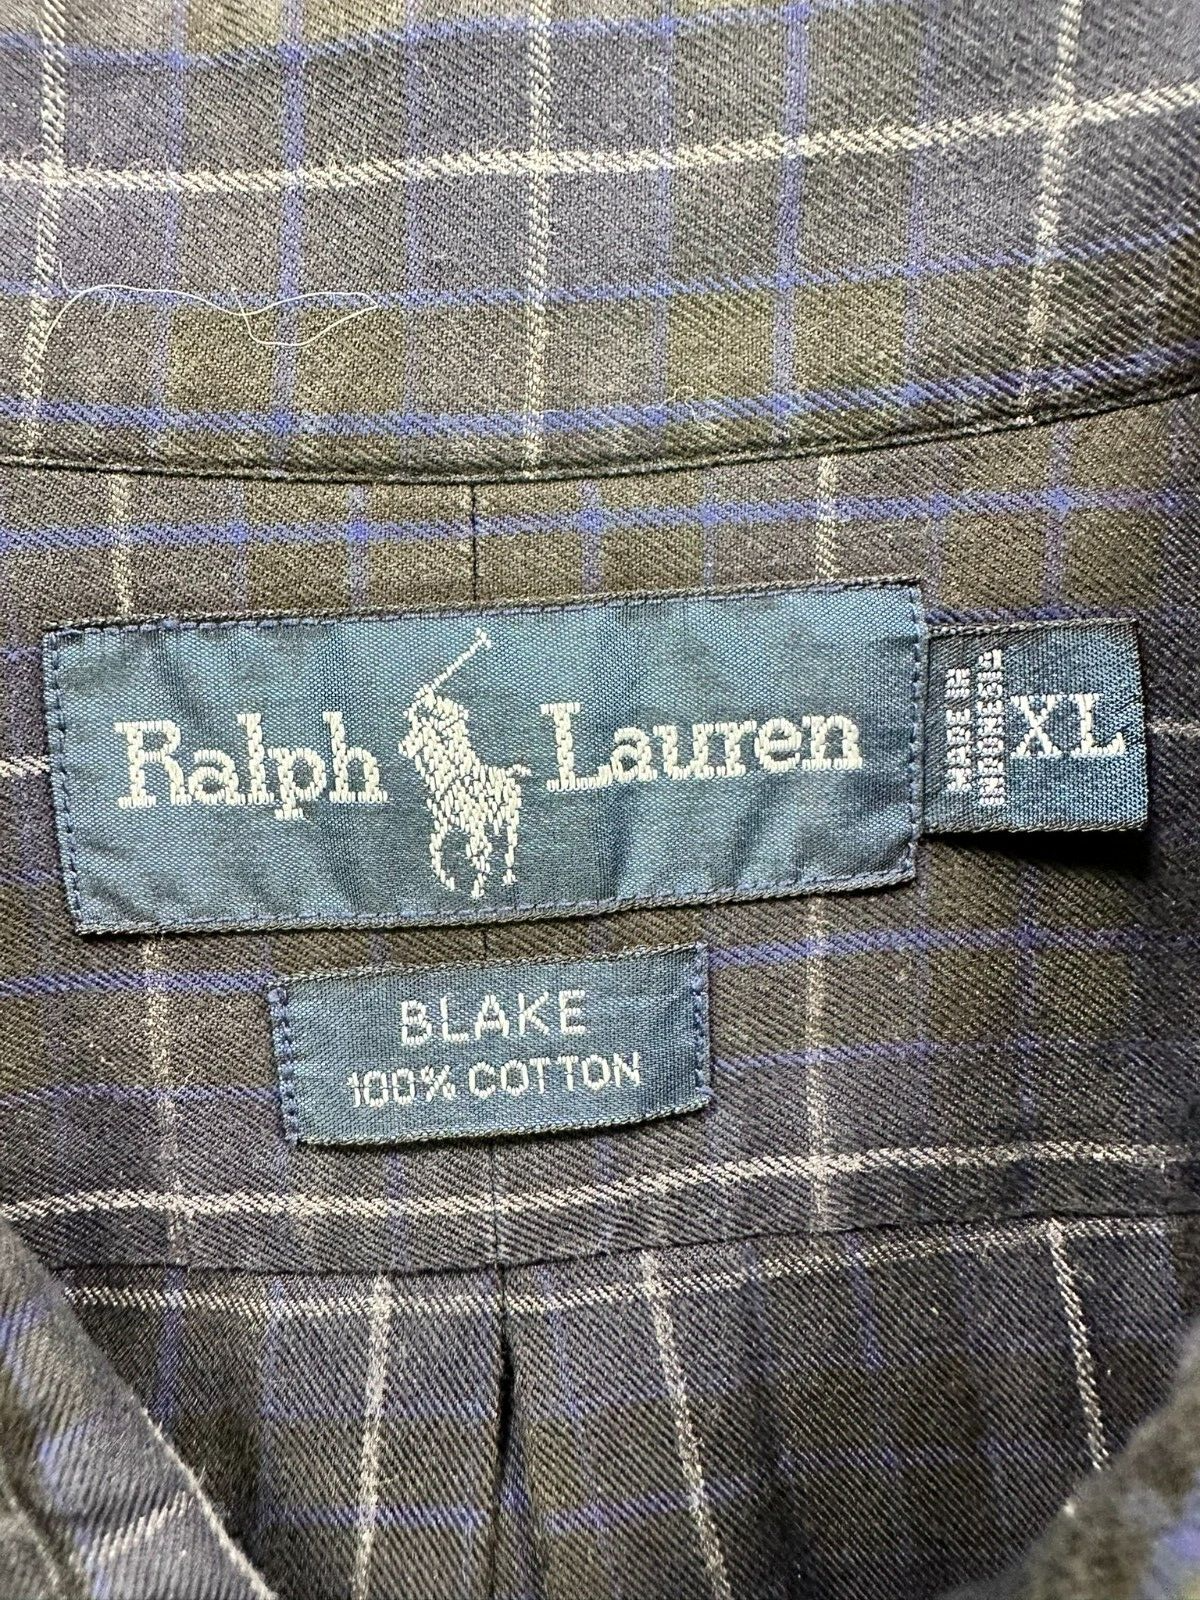 Ralph Lauren
MADE IN
INDONESIA
XL
BLAKE
100% COTTON